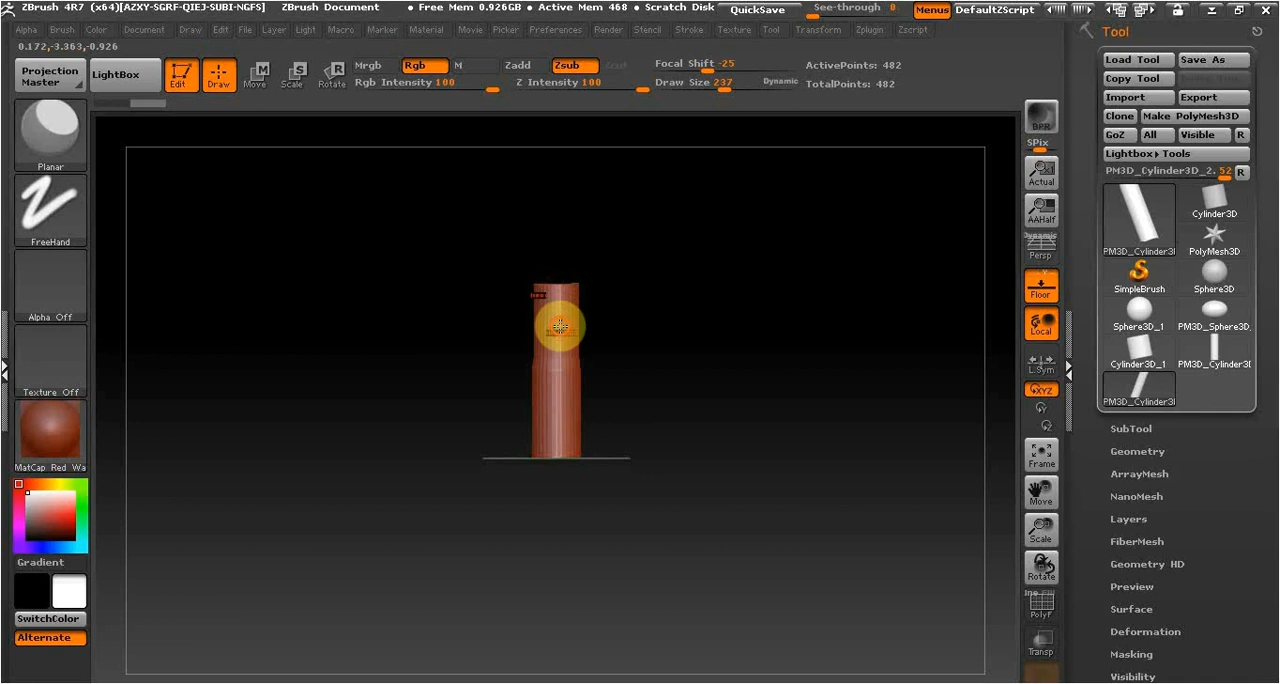 ZBrush 4R7 (x64)[AZXY-SGRF-QIEJ-SUBI-NGFS] ZBrush Document • Free Mem 0.926GB • Active Mem 468 • Scratch Disk QuickSave See-through 0 Menus DefaultZScript
Alpha Brush Color Document Draw Edit File Layer Light Macro Marker Material Movie Picker Preferences Render Stencil Stroke Texture Tool Transform Zplugin Zscript
0.172,-3.363,-0.926
Projection
Master
LightBox
Edit
Draw
Move
Scale
Rotate
Mrgb Rgb M Zadd Zsub
Rgb Intensity 100 Z Intensity 100
Focal Shift -25
Draw Size 237 Dynamic
ActivePoints: 482
TotalPoints: 482
Planar
FreeHand
Alpha Off
Texture Off
MatCap Red Wa
Gradient
SwitchColor
Alternate
BPR
SPix
Actual
AAHalf
Dynamic
Persp
Floor
Local
L.Sym
XYZ
Frame
Move
Scale
Rotate
PolyF
Transp
Tool
Load Tool Save As
Copy Tool
Import Export
Clone Make PolyMesh3D
GoZ All Visible R
Lightbox▸Tools
PM3D_Cylinder3D_2. 52 R
PM3D_Cylinder3D
Cylinder3D
PolyMesh3D
SimpleBrush Sphere3D
Sphere3D_1 PM3D_Sphere3D.
Cylinder3D_1 PM3D_Cylinder3D
PM3D_Cylinder3D
SubTool
Geometry
ArrayMesh
NanoMesh
Layers
FiberMesh
Geometry HD
Preview
Surface
Deformation
Masking
Visibility